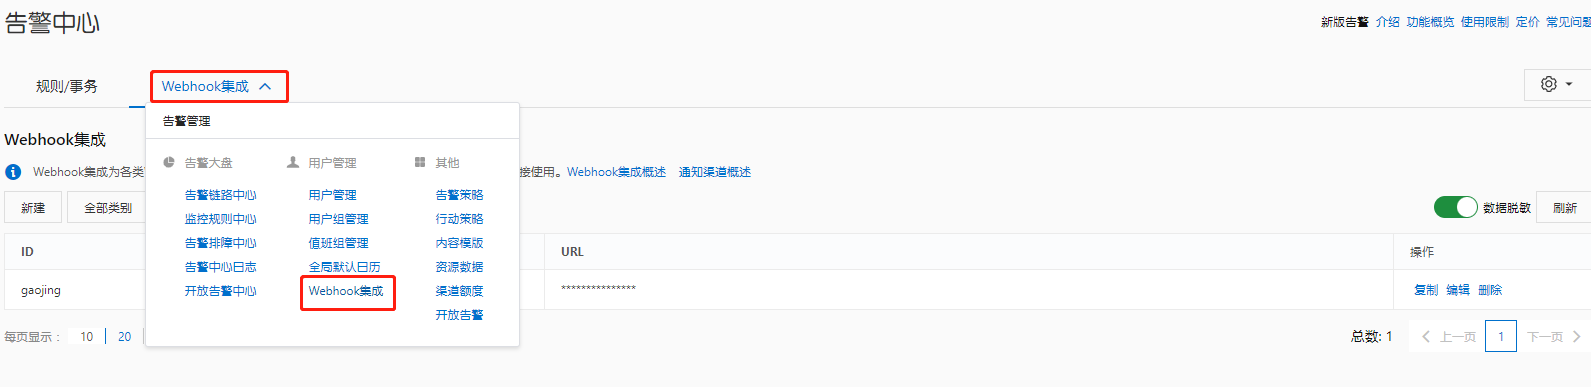 告警中心
新版告警 介绍 功能概览 使用限制 定价 常见问题
规则/事务
Webhook集成
告警管理
Webhook集成
告警大盘 用户管理 其他
Webhook集成为各类 接使用。Webhook集成概述 通知渠道概述
告警链路中心 用户管理 告警策略
新建 全部类别 数据脱敏 刷新
监控规则中心 用户组管理 行动策略
告警排障中心 值班组管理 内容模版
ID URL 操作
告警中心日志 全局默认日历 资源数据
开放告警中心 Webhook集成 渠道额度
gaojing *************** 复制 编辑 删除
开放告警
每页显示： 10 20 总数: 1 上一页 1 下一页